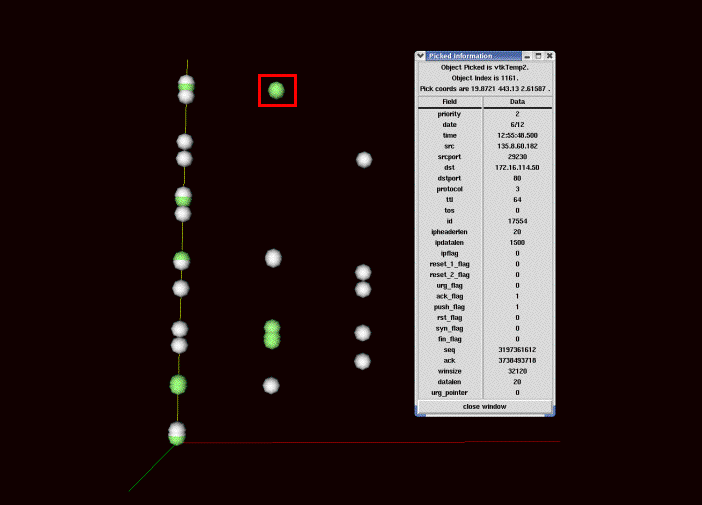 Picked Information
Object Picked is vtkTemp2.
Object Index is 1161.
Pick coords are 19.8721 443.13 2.61587 .
Field Data
priority 2
date 6/12
time 12:55:48.500
src 135.8.60.182
srcport 29230
dst 172.16.114.50
dstport 80
protocol 3
ttl 64
tos 0
id 17554
ipheaderlen 20
ipdatalen 1500
ipflag 0
reset_1_flag 0
reset_2_flag 0
urg_flag 0
ack_flag 1
push_flag 1
rst_flag 0
syn_flag 0
fin_flag 0
seq 3197361612
ack 3738493718
winsize 32120
datalen 20
urg_pointer 0
close window